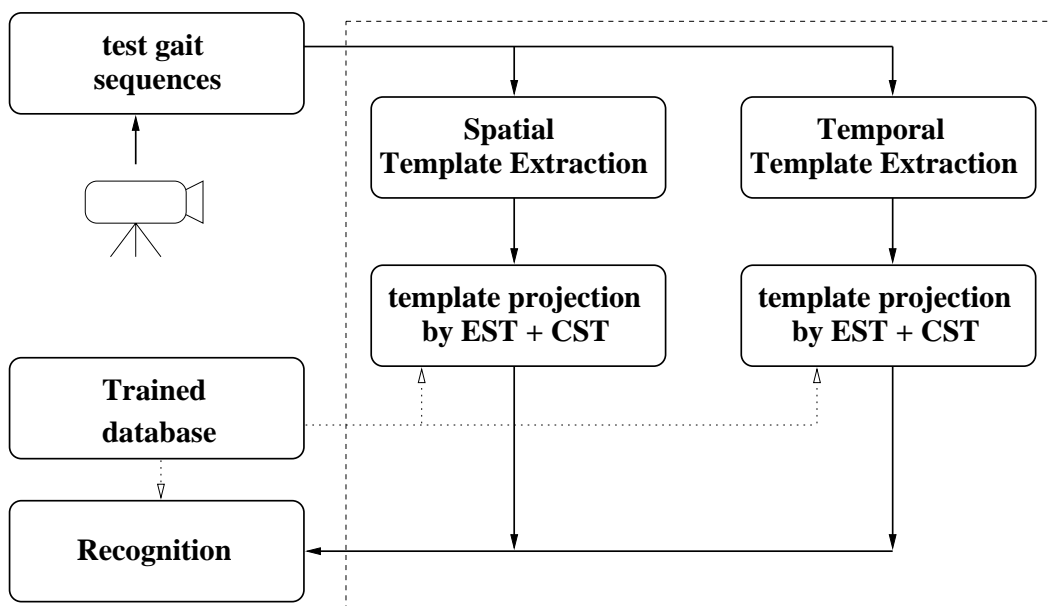 test gait
sequences
Spatial
Template Extraction
Temporal
Template Extraction
template projection
by EST + CST
template projection
by EST + CST
Trained
database
Recognition